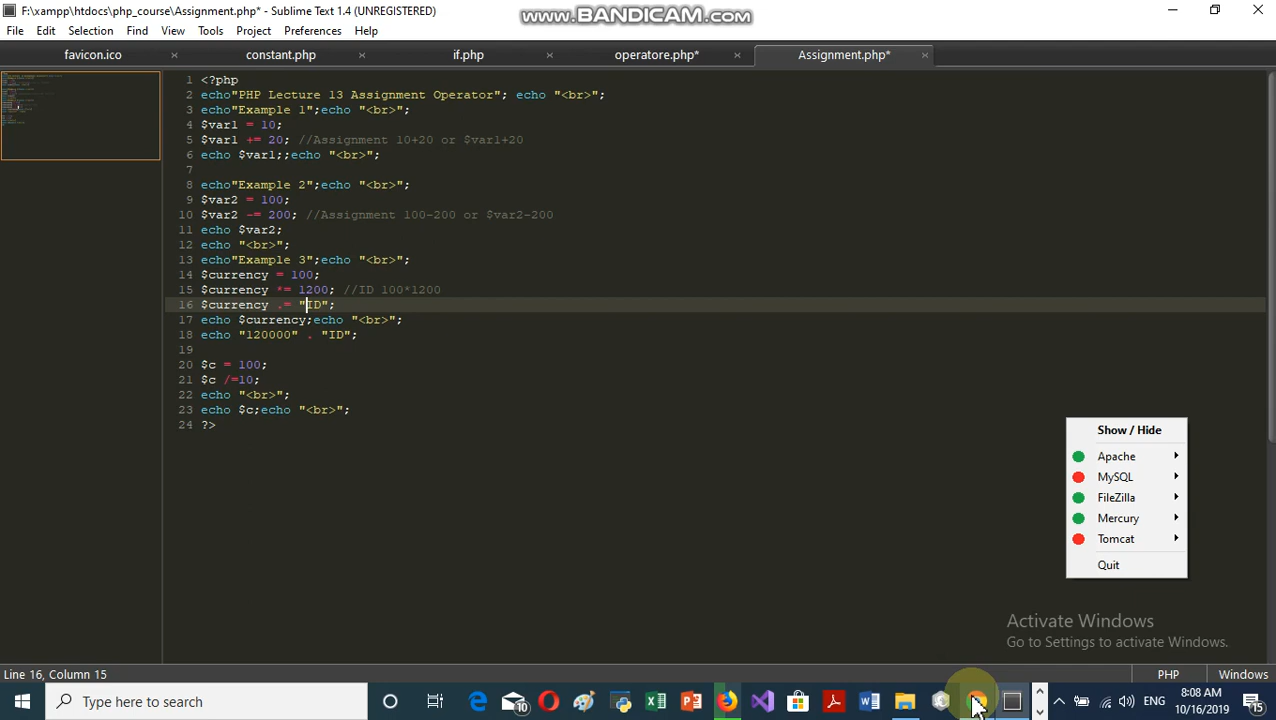 F:\xampp\htdocs\php_course\Assignment.php* - Sublime Text 1.4 (UNREGISTERED)
www.BANDICAM.com
File Edit Selection Find View Tools Project Preferences Help
favicon.ico × constant.php × if.php × operatore.php* × Assignment.php* ×
1 <?php
2 echo"PHP Lecture 13 Assignment Operator"; echo "<br>";
3 echo"Example 1";echo "<br>";
4 $var1 = 10;
5 $var1 += 20; //Assignment 10+20 or $var1+20
6 echo $var1;;echo "<br>";
7
8 echo"Example 2";echo "<br>";
9 $var2 = 100;
10 $var2 -= 200; //Assignment 100-200 or $var2-200
11 echo $var2;
12 echo "<br>";
13 echo"Example 3";echo "<br>";
14 $currency = 100;
15 $currency *= 1200; //ID 100*1200
16 $currency .= "ID";
17 echo $currency;echo "<br>";
18 echo "120000" . "ID";
19
20 $c = 100;
21 $c /=10;
22 echo "<br>";
23 echo $c;echo "<br>";
24 ?>
Show / Hide
Apache
MySQL
FileZilla
Mercury
Tomcat
Quit
Activate Windows
Go to Settings to activate Windows.
Line 16, Column 15 PHP Windows
Type here to search 10 ENG 8:08 AM 10/16/2019 15